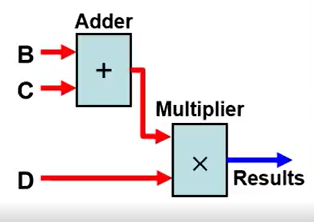 Adder
B
+
C
Multiplier
×
D
Results